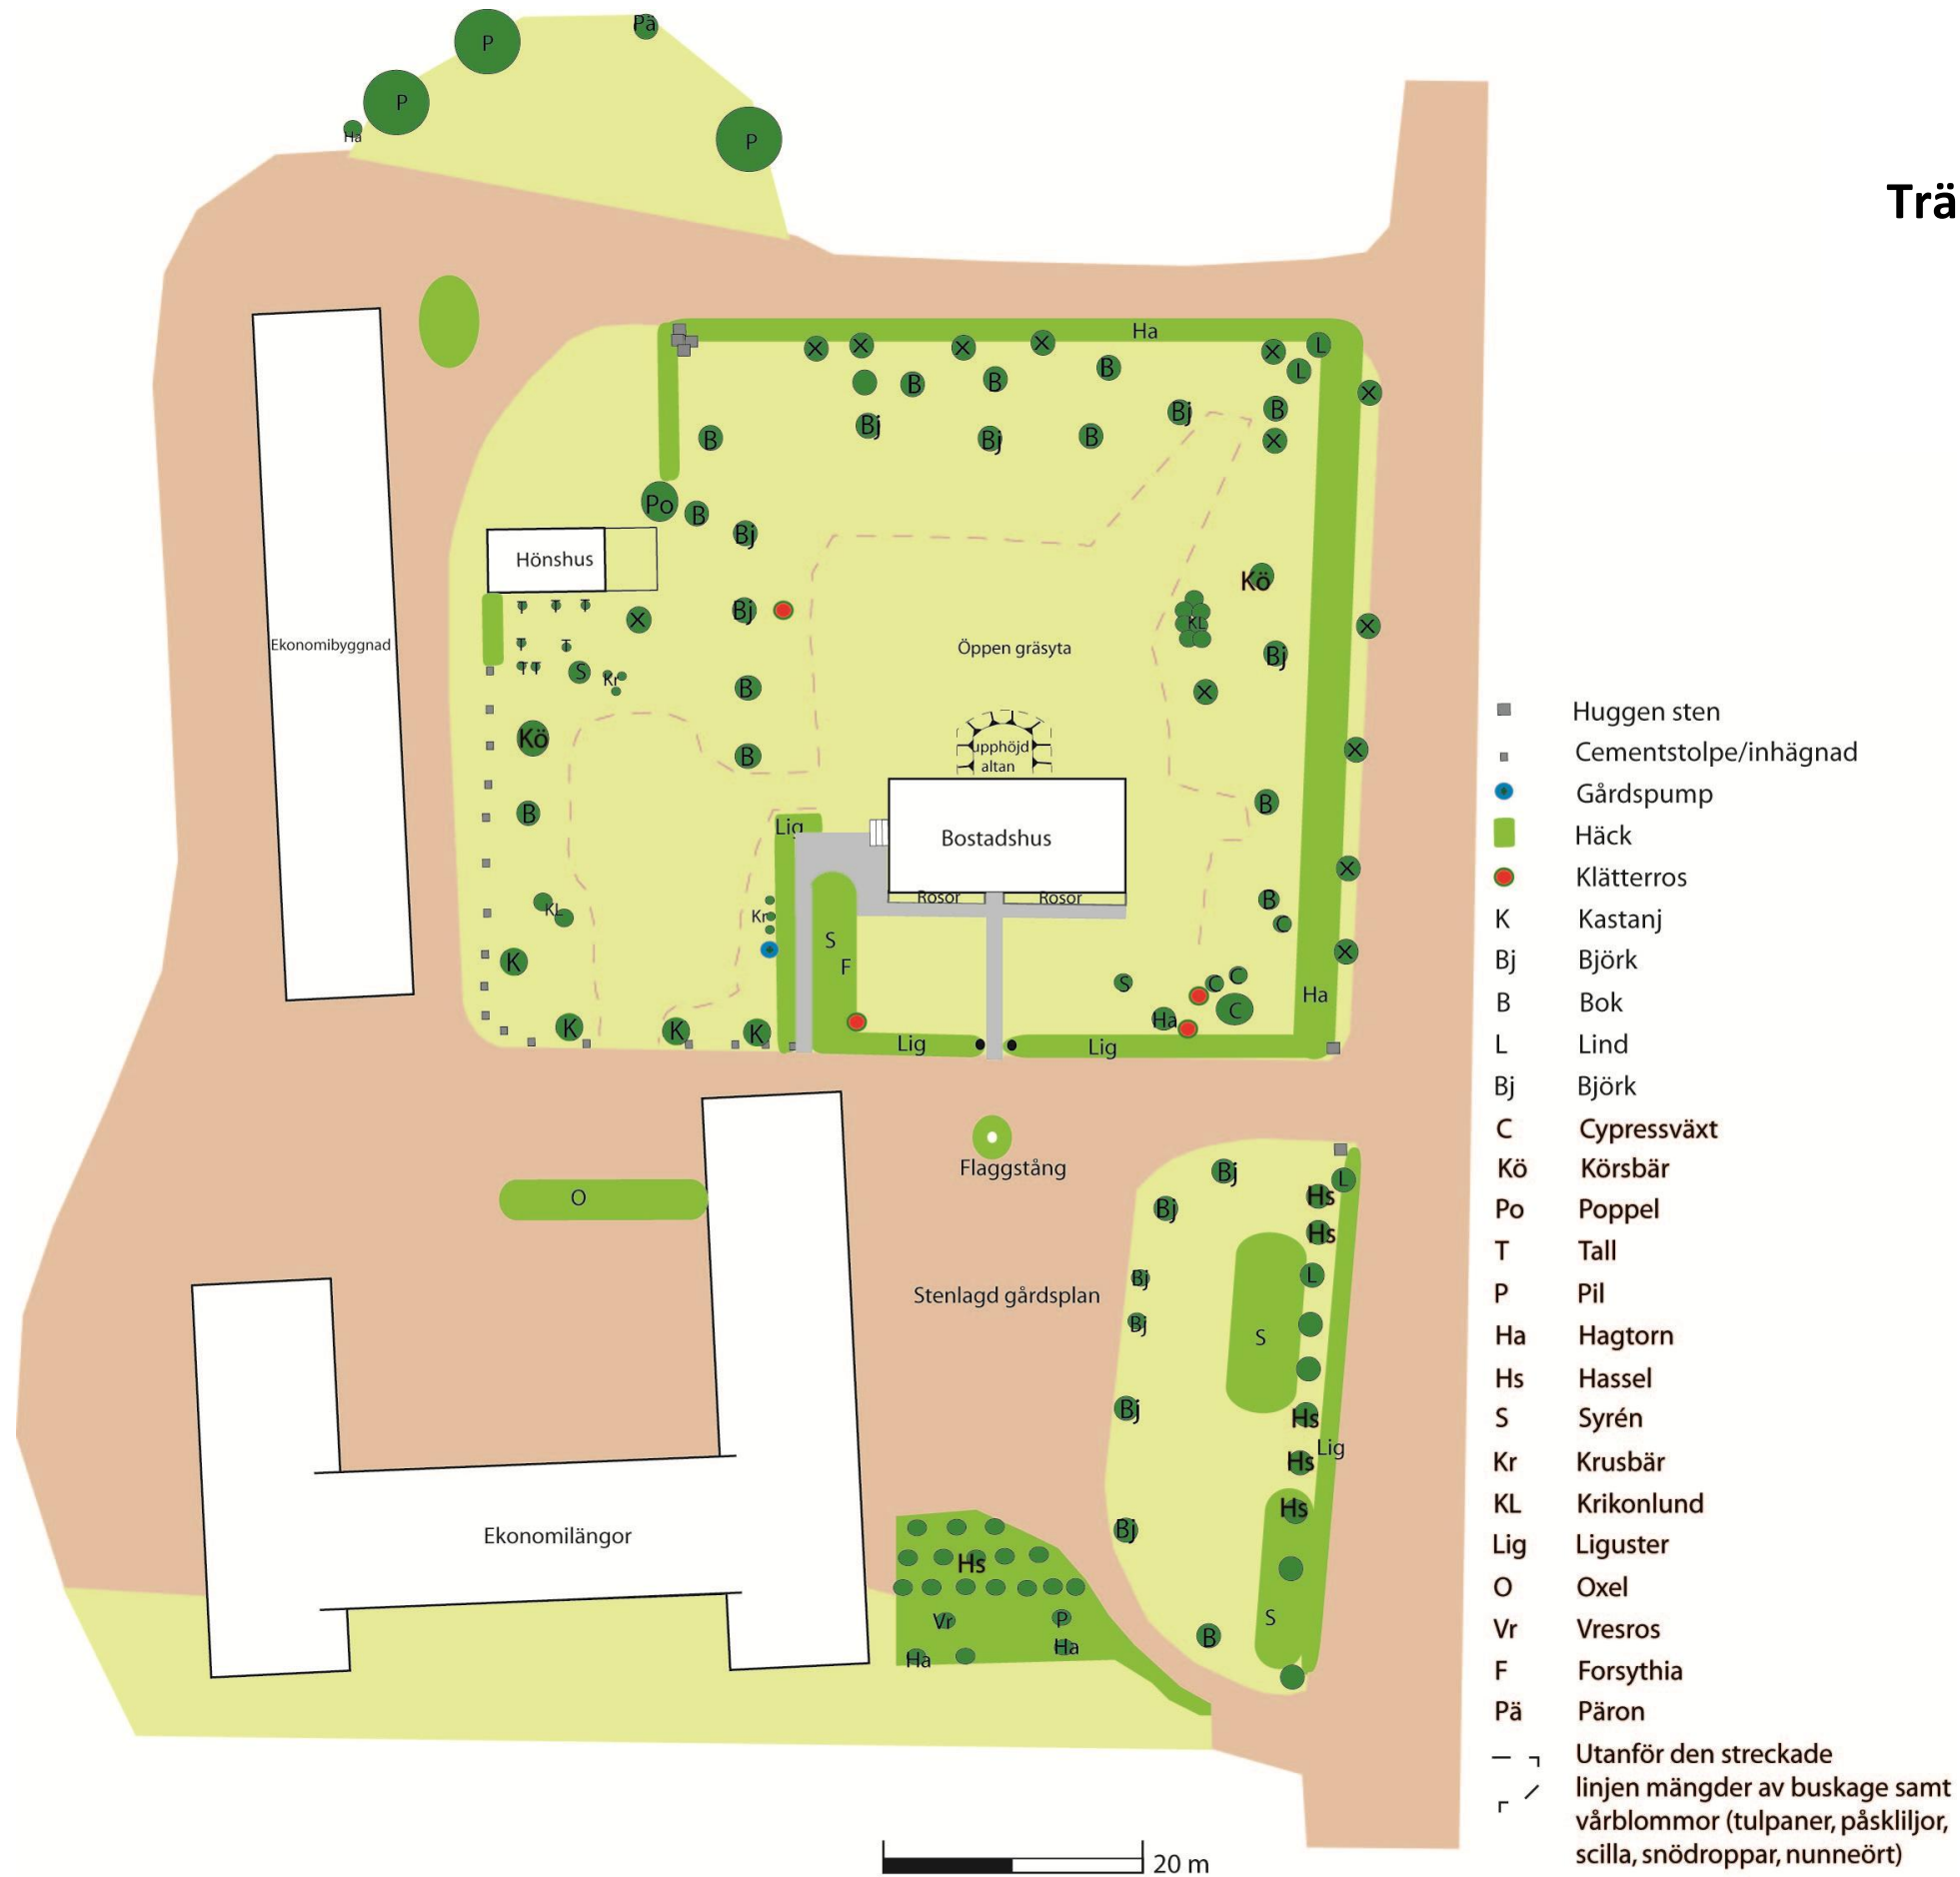 P
Pä
P
Ha
P
Trä
Ha
X
X
X
X
X
L
L
B
B
B
X
Bj
B
Bj
B
Bj
B
B
X
Po
B
Bj
Hönshus
Kö
T
T
T
X
Bj
KL
X
Ekonomibyggnad
T
T
Öppen gräsyta
Bj
T
T
S
Kr
B
X
Kö
B
upphöjd
altan
X
B
Lig
Bostadshus
B
X
Rosor
Rosor
B
KL
Kr
C
S
X
K
F
S
C
C
Ha
C
Ha
K
K
K
Lig
Lig
Flaggstång
Bj
L
O
Hs
Bj
Hs
Bj
L
Stenlagd gårdsplan
Bj
S
Bj
Hs
Lig
Hs
Hs
Bj
Ekonomilängor
Hs
Vr
P
S
B
Ha
Ha
Huggen sten
Cementstolpe/inhägnad
Gårdspump
Häck
Klätterros
K Kastanj
Bj Björk
B Bok
L Lind
Bj Björk
C Cypressväxt
Kö Körsbär
Po Poppel
T Tall
P Pil
Ha Hagtorn
Hs Hassel
S Syrén
Kr Krusbär
KL Krikonlund
Lig Liguster
O Oxel
Vr Vresros
F Forsythia
Pä Päron
Utanför den streckade
linjen mängder av buskage samt
vårblommor (tulpaner, påskliljor,
scilla, snödroppar, nunneört)
20 m